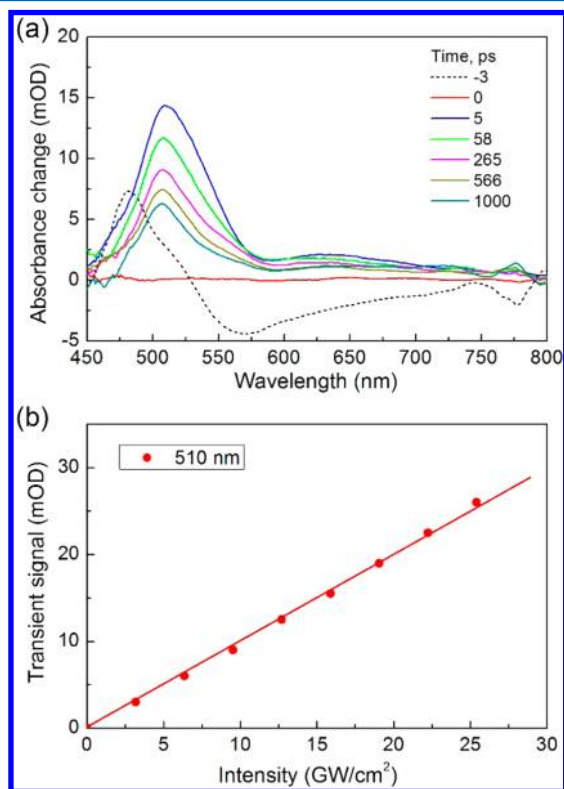 (a)
20
15
10
5
0
-5
Absorbance change (mOD)
Time, ps
-3
0
5
58
265
566
1000
450 500 550 600 650 700 750 800
Wavelength (nm)
(b)
30
20
10
0
Transient signal (mOD)
510 nm
0 5 10 15 20 25 30
Intensity (GW/cm²)